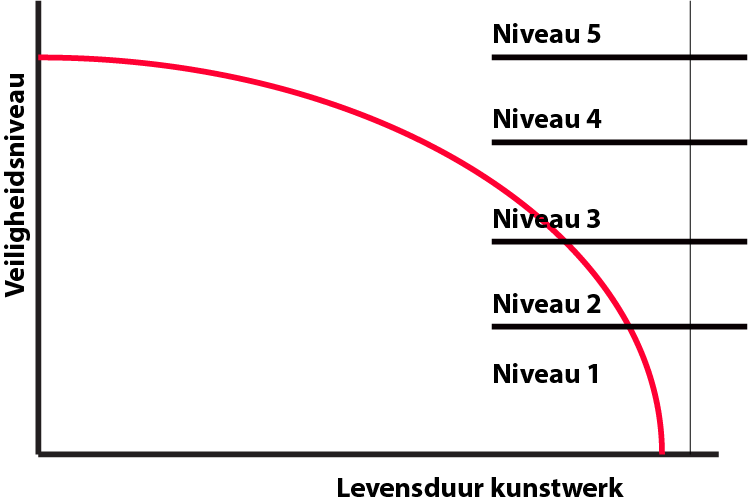 Niveau 5
Niveau 4
Niveau 3
Niveau 2
Niveau 1
Veiligheidsniveau
Levensduur kunstwerk